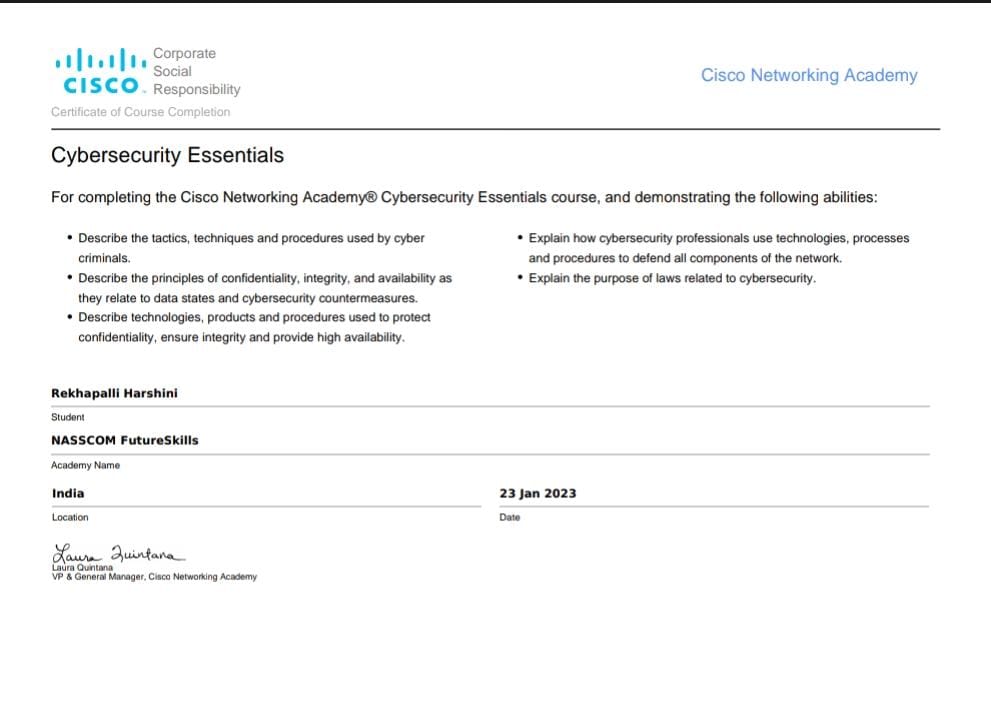 Corporate
Social
Responsibility
CISCO
Certificate of Course Completion
Cisco Networking Academy
Cybersecurity Essentials
For completing the Cisco Networking Academy® Cybersecurity Essentials course, and demonstrating the following abilities:
• Describe the tactics, techniques and procedures used by cyber
criminals.
• Describe the principles of confidentiality, integrity, and availability as
they relate to data states and cybersecurity countermeasures.
• Describe technologies, products and procedures used to protect
confidentiality, ensure integrity and provide high availability.
• Explain how cybersecurity professionals use technologies, processes
and procedures to defend all components of the network.
• Explain the purpose of laws related to cybersecurity.
Rekhapalli Harshini
Student
NASSCOM FutureSkills
Academy Name
India
Location
23 Jan 2023
Date
Laura Quintana
Laura Quintana
VP & General Manager, Cisco Networking Academy